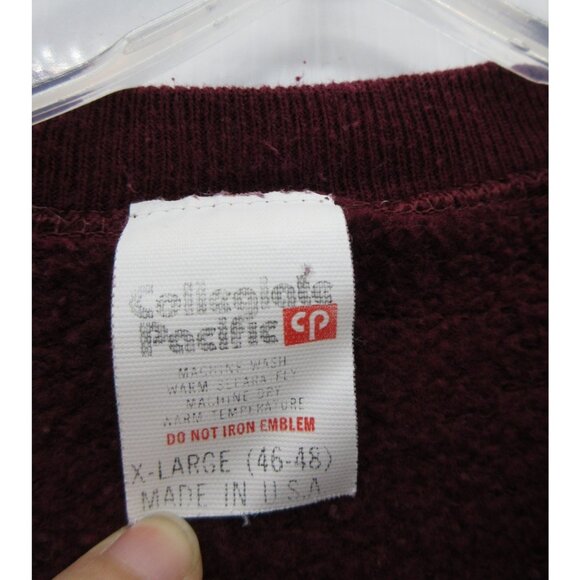 Collegiate
Pacific cp
MACHINE WASH
WARM SEPARATELY
MACHINE DRY
WARM TEMPERATURE
DO NOT IRON EMBLEM
X-LARGE (46-48)
MADE IN U.S.A